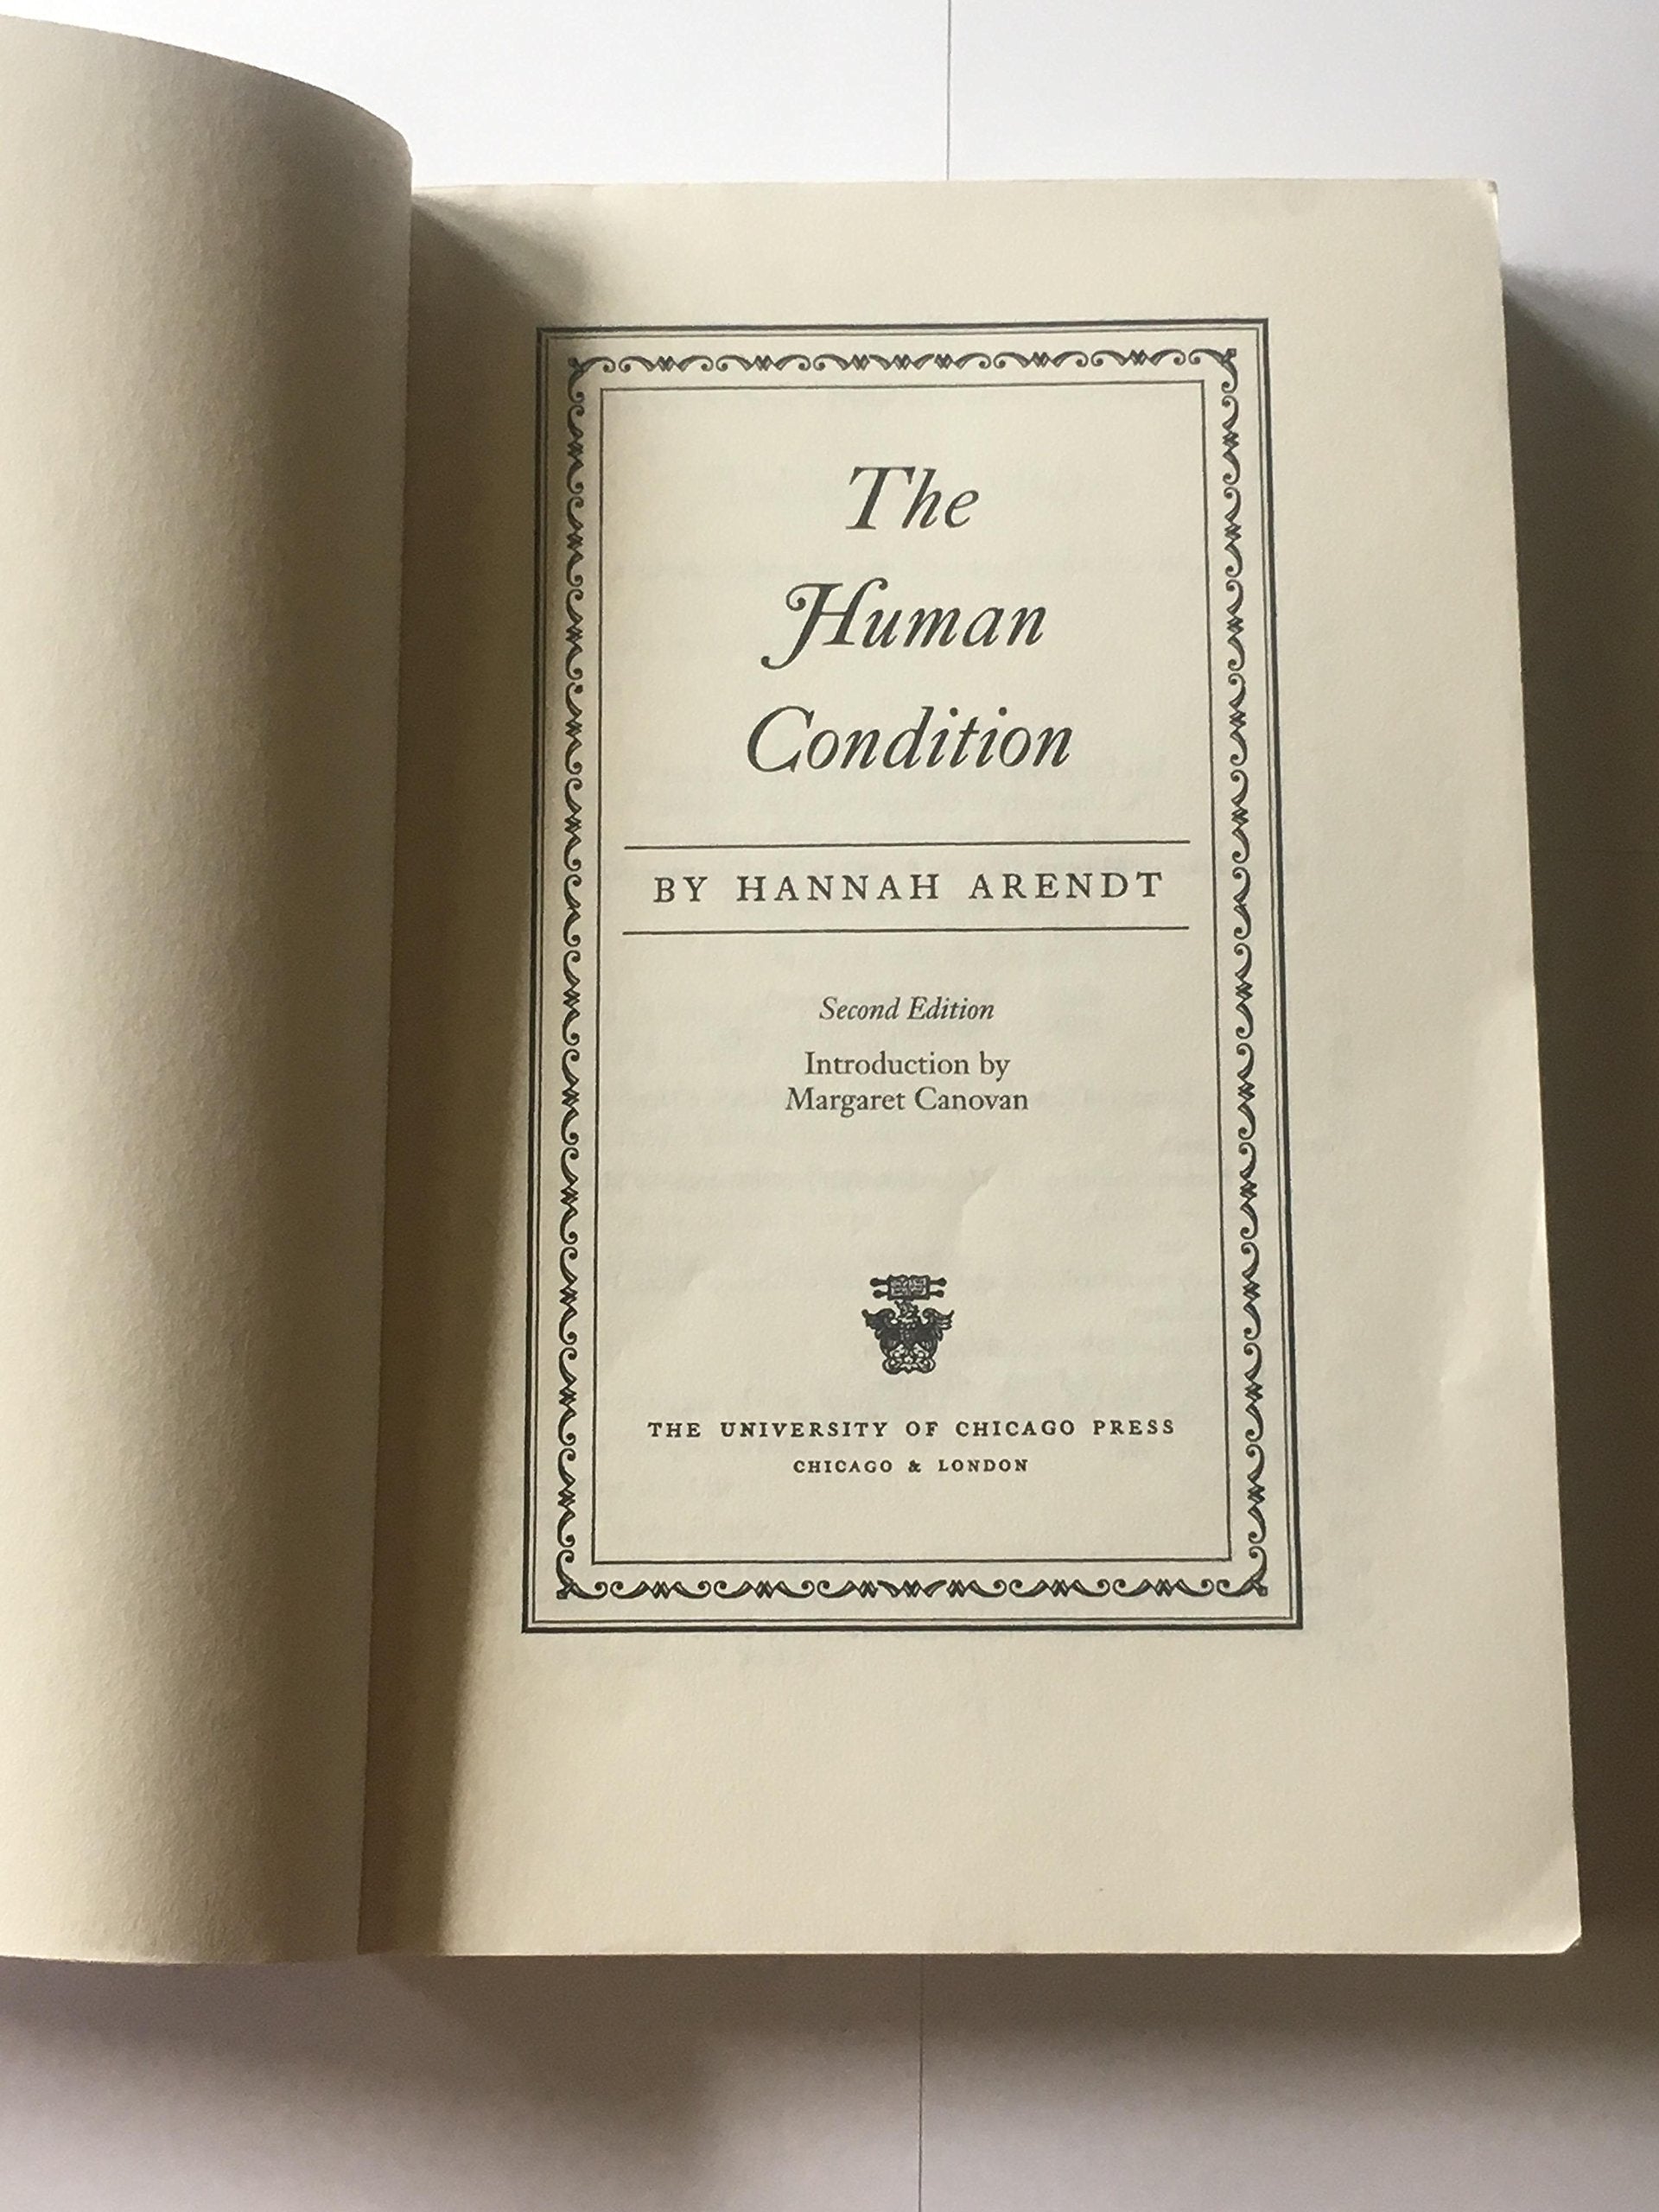 The
Human
Condition
BY HANNAH ARENDT
Second Edition
Introduction by
Margaret Canovan
THE UNIVERSITY OF CHICAGO PRESS
CHICAGO & LONDON